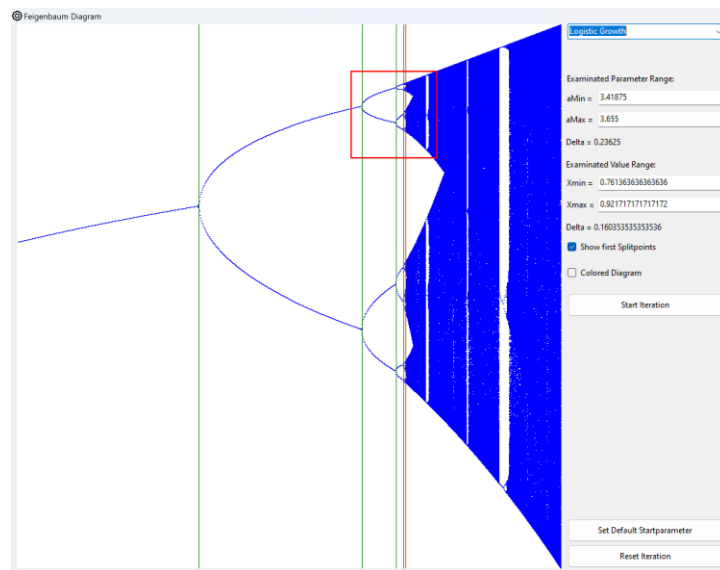 Feigenbaum Diagram
Logistic Growth
Examinated Parameter Range:
aMin = 3.41875
aMax = 3.655
Delta = 0.23625
Examinated Value Range:
Xmin = 0.761363636363636
Xmax = 0.921717171717172
Delta = 0.160353535353536
Show first Splitpoints
Colored Diagram
Start Iteration
Set Default Startparameter
Reset Iteration